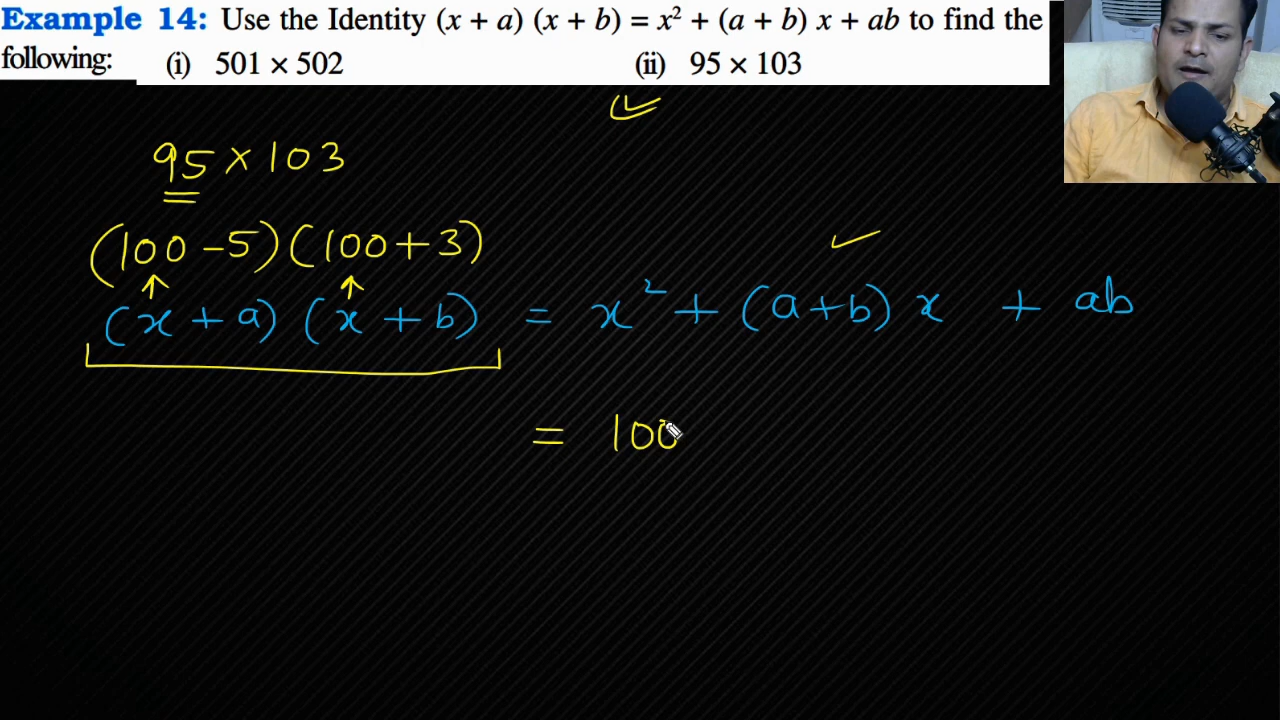 Example 14: Use the Identity (x + a) (x + b) = x² + (a + b) x + ab to find the
following: (i) 501 × 502 (ii) 95 × 103
95 × 103
(100 - 5) (100 + 3)
(x + a) (x + b) = x² + (a+b) x + ab
= 100